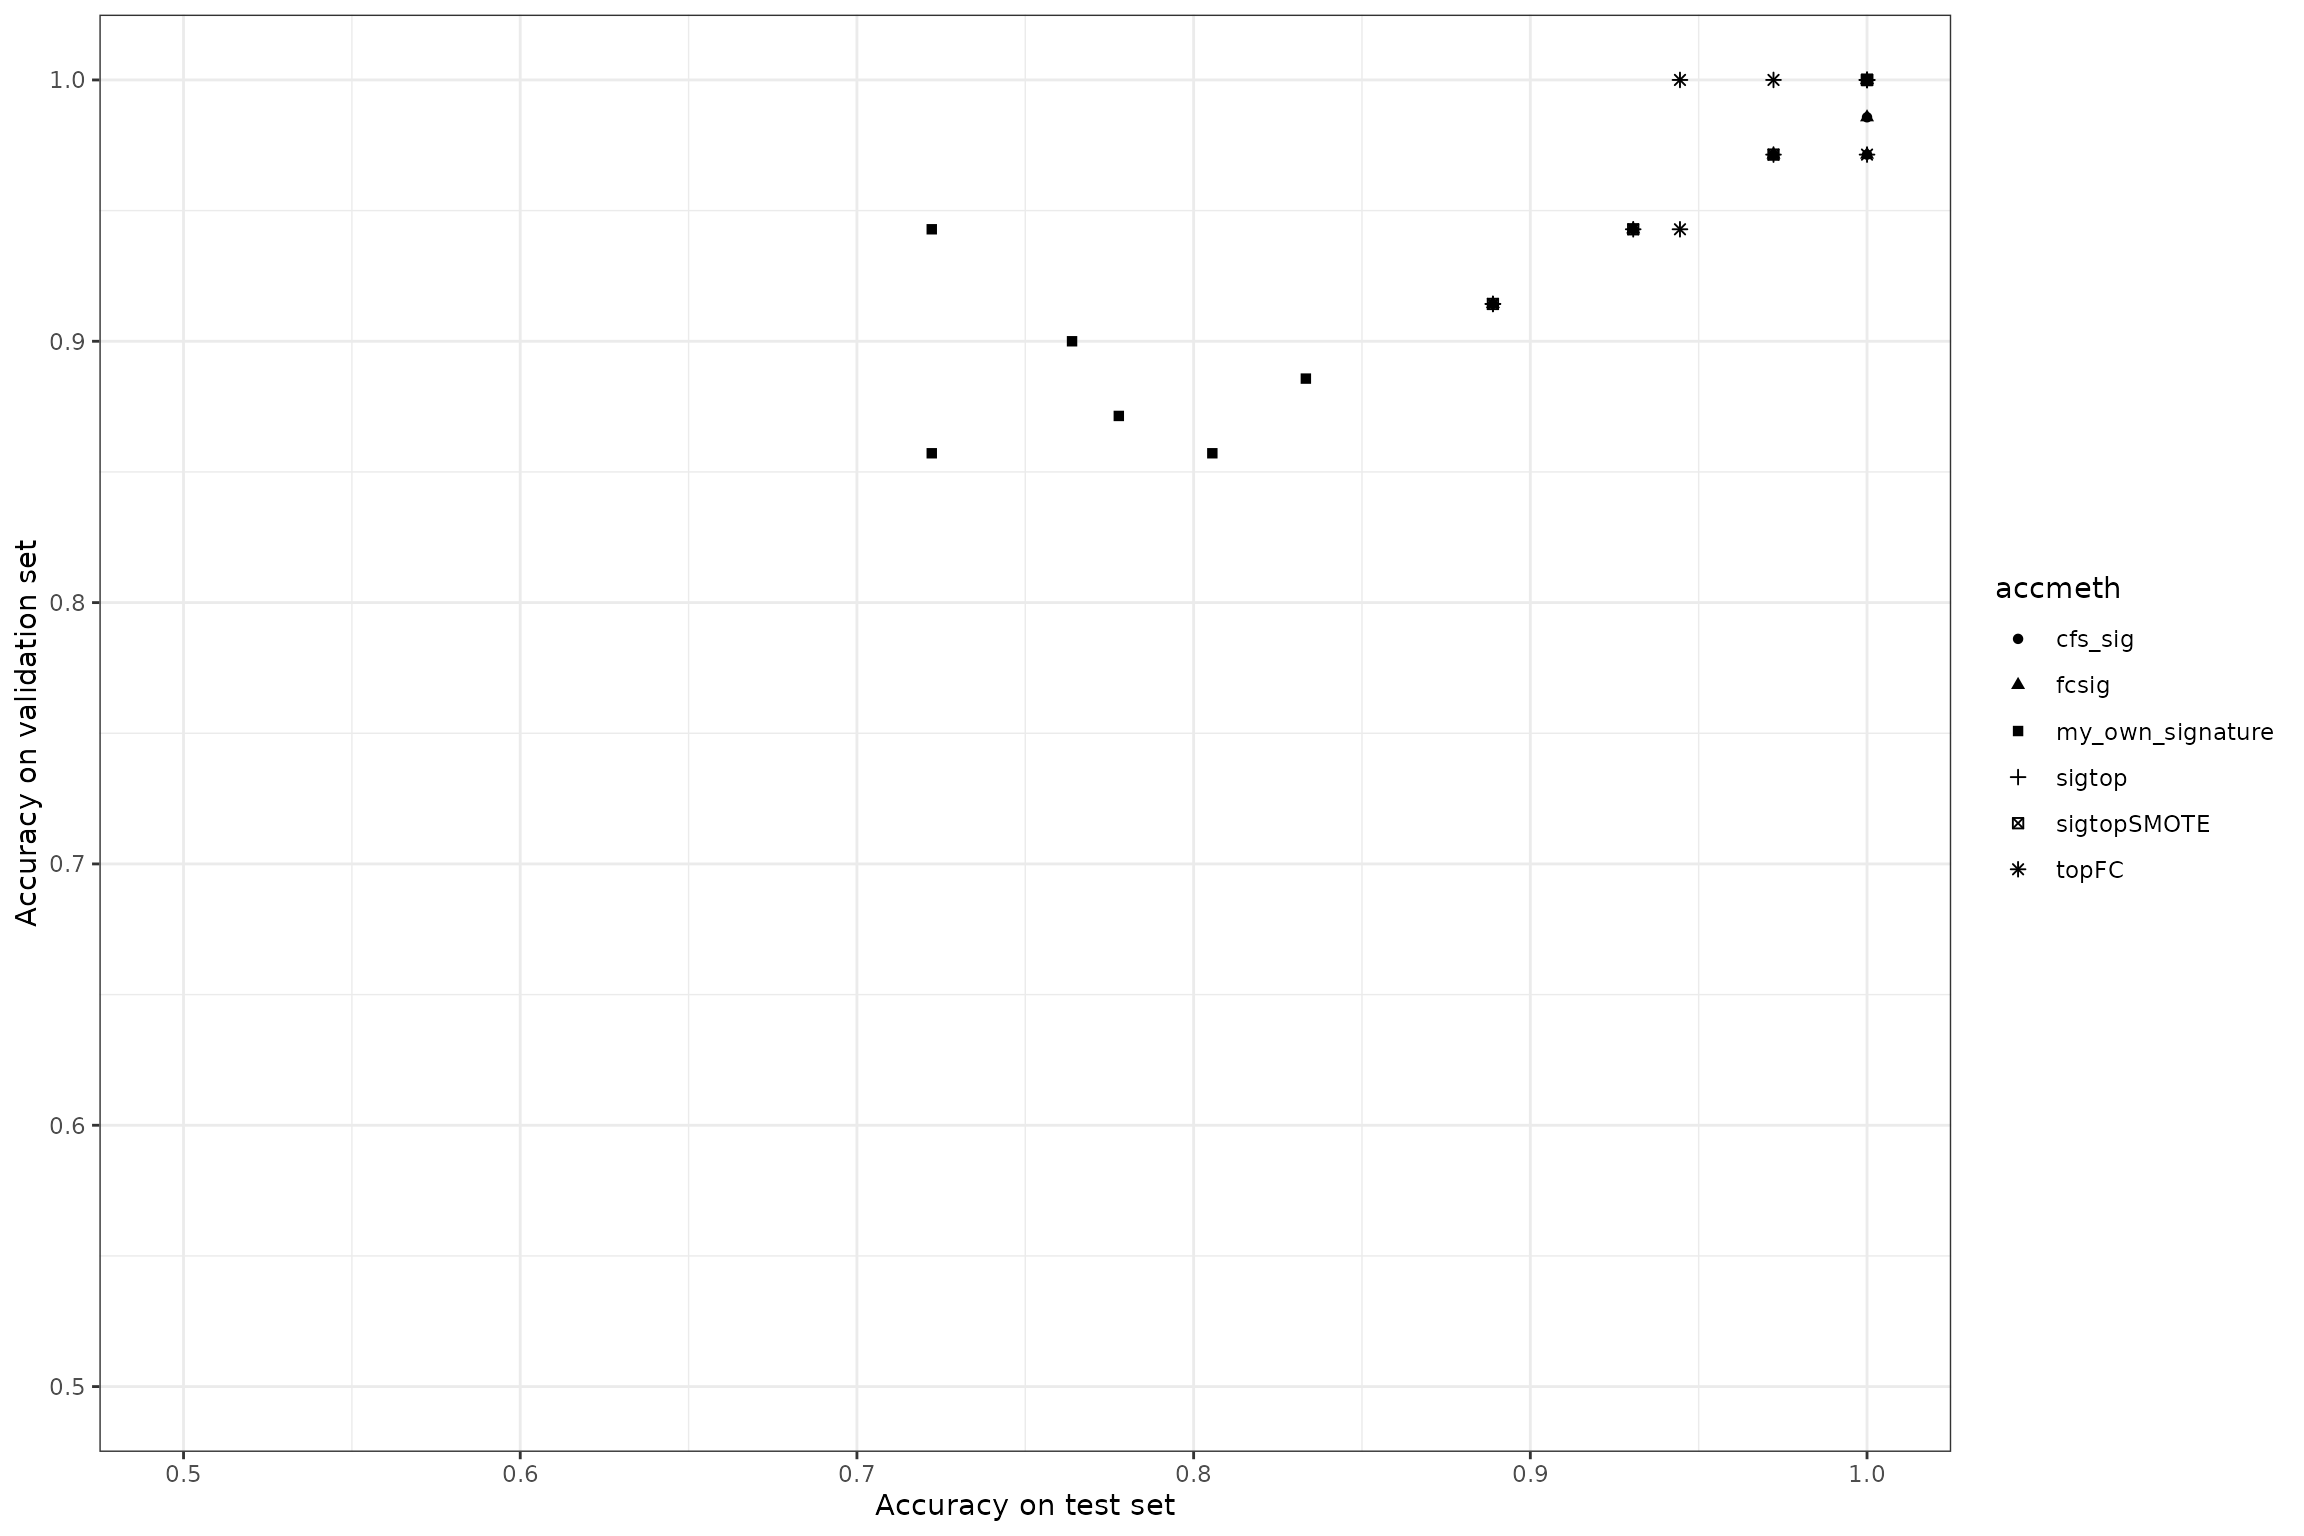 1.0
0.9
0.8
0.7
0.6
0.5
Accuracy on validation set
0.5 0.6 0.7 0.8 0.9 1.0
Accuracy on test set
accmeth
cfs_sig
fcsig
my_own_signature
sigtop
sigtopSMOTE
topFC